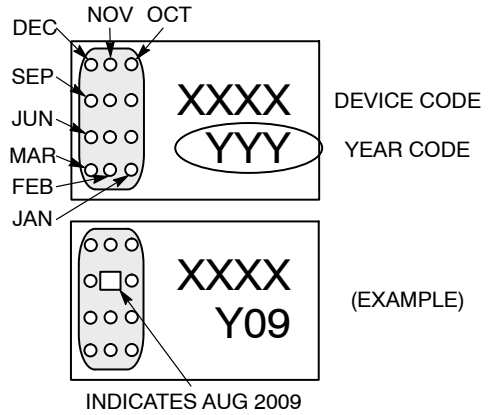 NOV OCT
DEC
SEP
XXXX DEVICE CODE
JUN
YYY YEAR CODE
MAR
FEB
JAN
XXXX
(EXAMPLE)
Y09
INDICATES AUG 2009